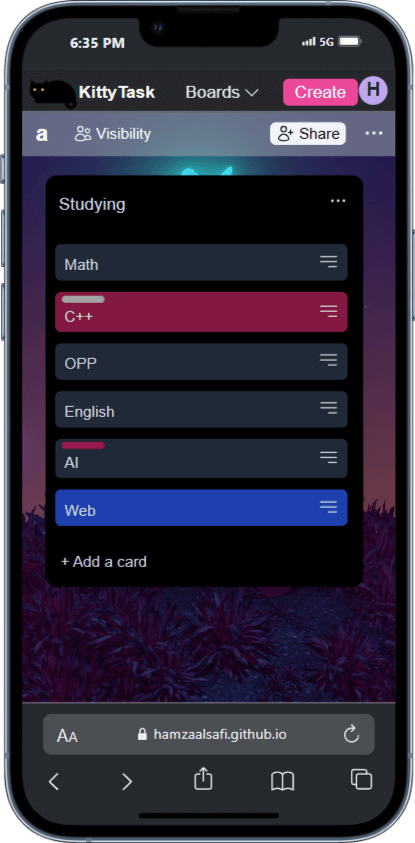 6:35 PM 5G
KittyTask Boards Create H
a Visibility Share
Studying
Math
C++
OPP
English
AI
Web
+ Add a card
AA hamzaalsafi.github.io